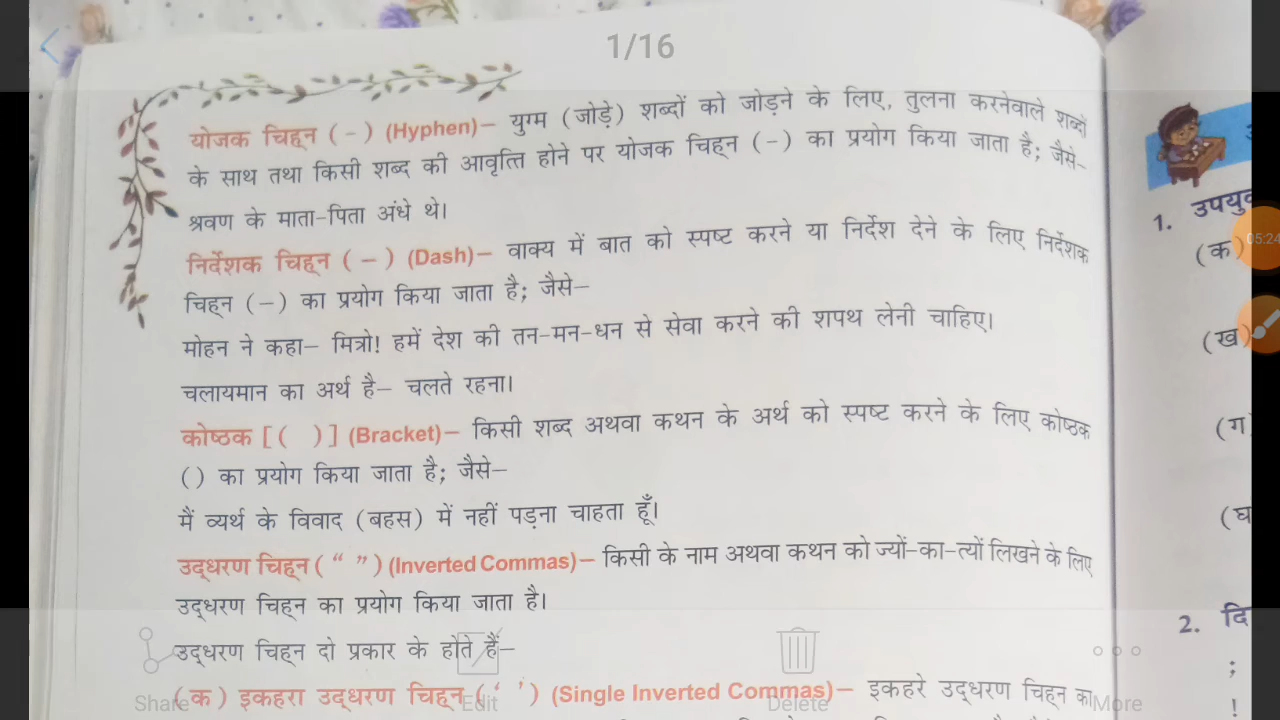 1/16
योजक चिह्न ( - ) (Hyphen)– युग्म (जोड़े) शब्दों को जोड़ने के लिए, तुलना करनेवाले शब्दों
के साथ तथा किसी शब्द की आवृत्ति होने पर योजक चिह्न (-) का प्रयोग किया जाता है; जैसे–
श्रवण के माता-पिता अंधे थे।
निर्देशक चिह्न ( – ) (Dash)– वाक्य में बात को स्पष्ट करने या निर्देश देने के लिए निर्देशक
चिह्न (–) का प्रयोग किया जाता है; जैसे–
मोहन ने कहा– मित्रो! हमें देश की तन-मन-धन से सेवा करने की शपथ लेनी चाहिए।
चलायमान का अर्थ है– चलते रहना।
कोष्ठक [ ( ) ] (Bracket)– किसी शब्द अथवा कथन के अर्थ को स्पष्ट करने के लिए कोष्ठक
() का प्रयोग किया जाता है; जैसे–
मैं व्यर्थ के विवाद (बहस) में नहीं पड़ना चाहता हूँ।
उद्धरण चिह्न ( “ ” ) (Inverted Commas)– किसी के नाम अथवा कथन को ज्यों-का-त्यों लिखने के लिए
उद्धरण चिह्न का प्रयोग किया जाता है।
उद्धरण चिह्न दो प्रकार के होते हैं–
(क) इकहरा उद्धरण चिह्न ( ‘ ’ ) (Single Inverted Commas)– इकहरे उद्धरण चिह्न का
Share Edit Delete More
1.
(क)
(ख)
(ग)
(घ
2. दि
;
!
05:24